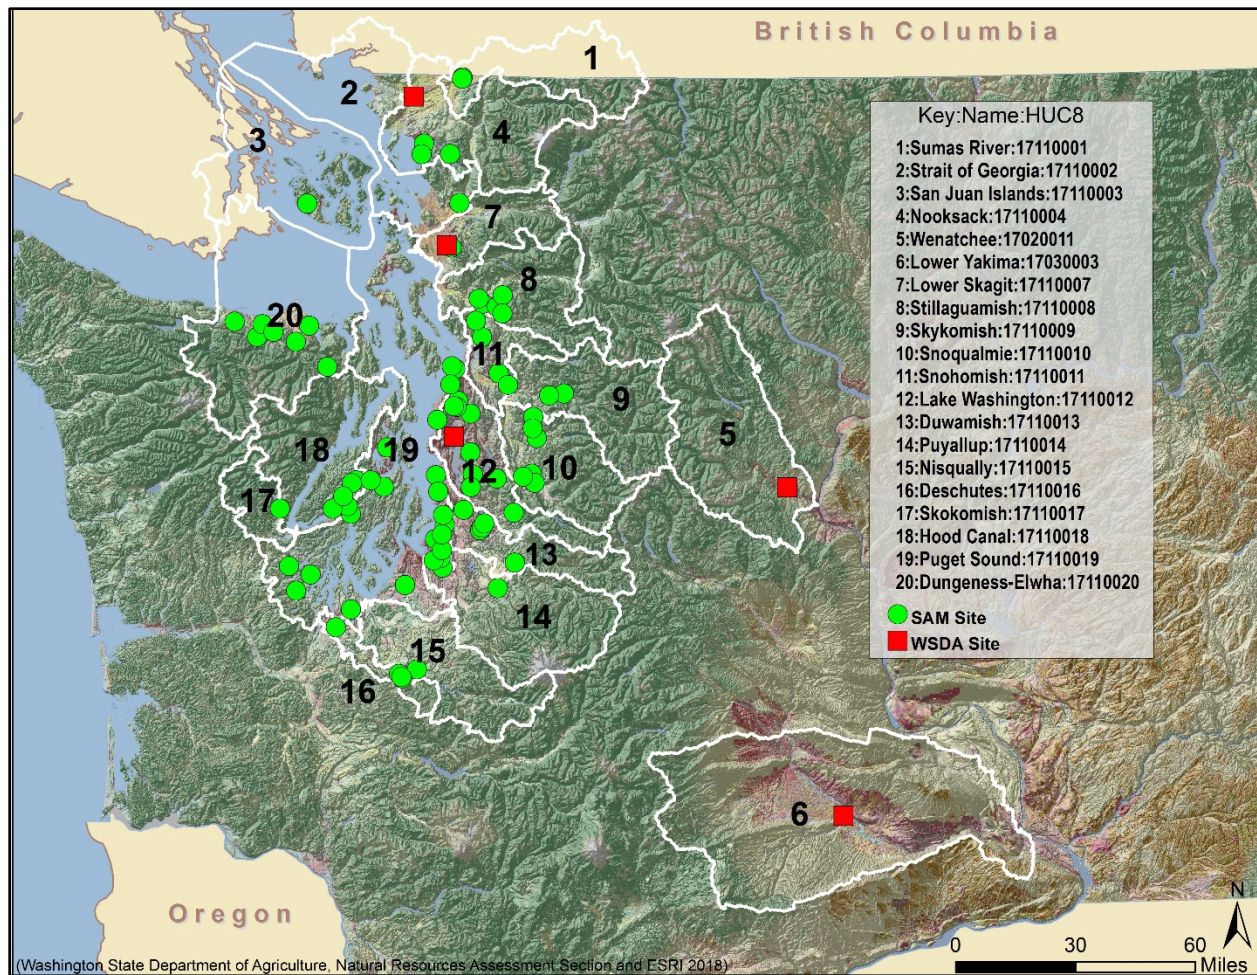 British Columbia
1
2
3
4
7
8
20
11
9
5
18
19
12
10
17
13
14
15
16
6
Key:Name:HUC8
1:Sumas River:17110001
2:Strait of Georgia:17110002
3:San Juan Islands:17110003
4:Nooksack:17110004
5:Wenatchee:17020011
6:Lower Yakima:17030003
7:Lower Skagit:17110007
8:Stillaguamish:17110008
9:Skykomish:17110009
10:Snoqualmie:17110010
11:Snohomish:17110011
12:Lake Washington:17110012
13:Duwamish:17110013
14:Puyallup:17110014
15:Nisqually:17110015
16:Deschutes:17110016
17:Skokomish:17110017
18:Hood Canal:17110018
19:Puget Sound:17110019
20:Dungeness-Elwha:17110020
SAM Site
WSDA Site
Oregon
N
0 30 60
Miles
(Washington State Department of Agriculture, Natural Resources Assessment Section and ESRI 2018)